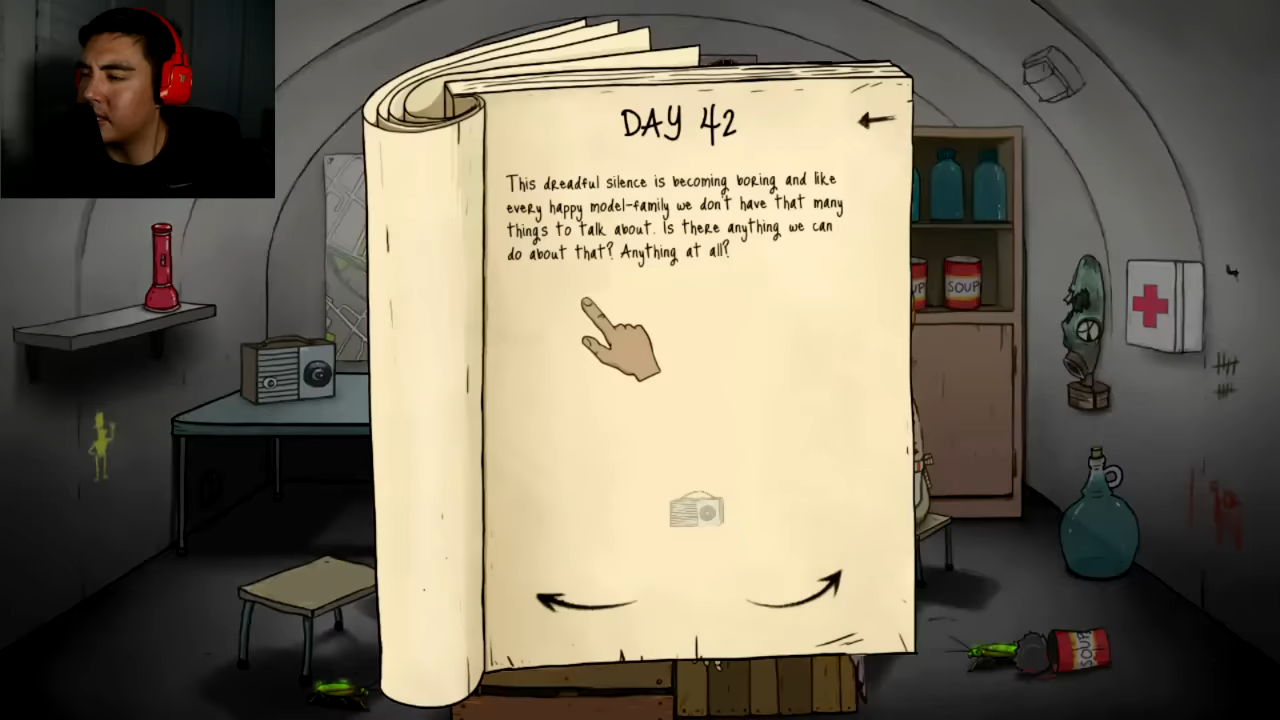 DAY 42
This dreadful silence is becoming boring and like
every happy model-family we don't have that many
things to talk about. Is there anything we can
do about that? Anything at all?
UP
SOUP
SOUP